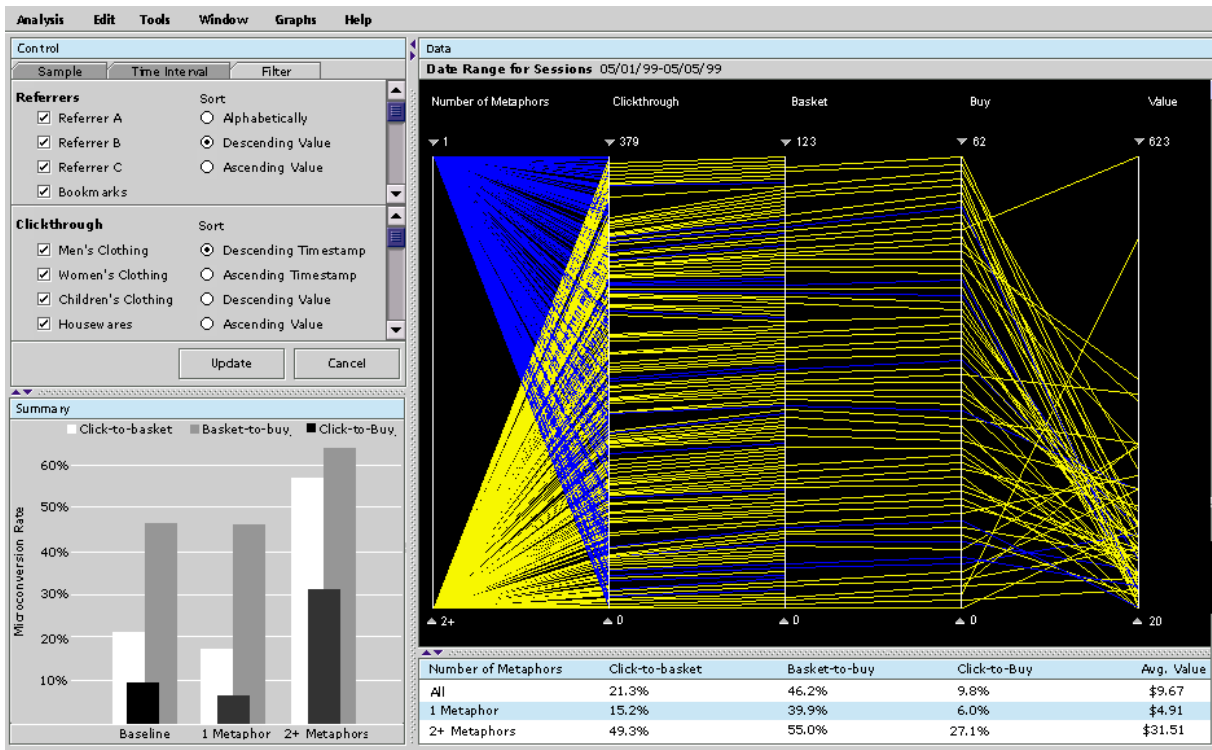 Analysis Edit Tools Window Graphs Help
Control
Sample Time Interval Filter
Referrers Sort
Referrer A Alphabetically
Referrer B Descending Value
Referrer C Ascending Value
Bookmarks
Clickthrough Sort
Men's Clothing Descending Timestamp
Women's Clothing Ascending Timestamp
Children's Clothing Descending Value
Housewares Ascending Value
Update Cancel
Summary
Click-to-basket Basket-to-buy, Click-to-Buy,
60%
50%
40%
30%
20%
10%
Microconversion Rate
Baseline 1 Metaphor 2+ Metaphors
Data
Date Range for Sessions 05/01/99-05/05/99
Number of Metaphors Clickthrough Basket Buy Value
1 379 123 62 623
2+ 0 0 0 20
Number of Metaphors Click-to-basket Basket-to-buy Click-to-Buy Avg. Value
All 21.3% 46.2% 9.8% $9.67
1 Metaphor 15.2% 39.9% 6.0% $4.91
2+ Metaphors 49.3% 55.0% 27.1% $31.51